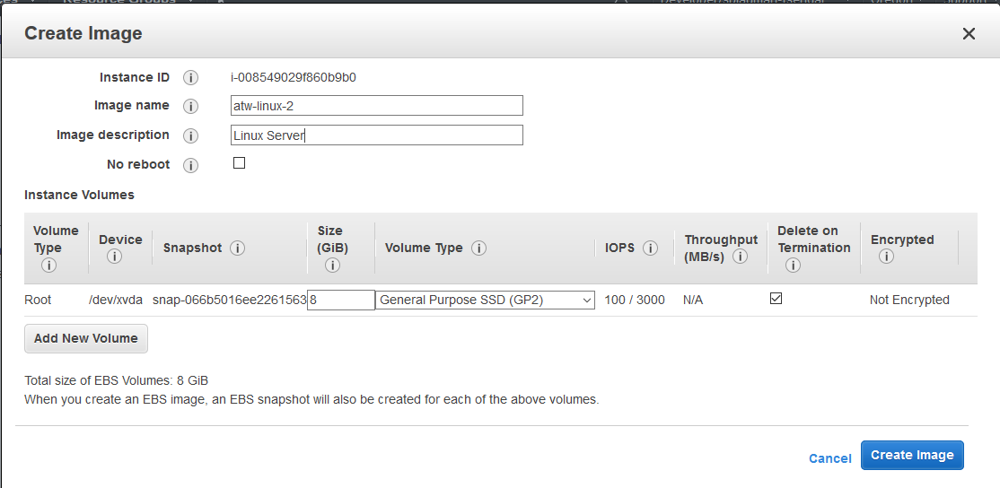 Resource Groups
Create Image
Instance ID i-008549029f860b9b0
Image name atw-linux-2
Image description Linux Server
No reboot
Instance Volumes
Volume Type Device Snapshot Size (GiB) Volume Type IOPS Throughput (MB/s) Delete on Termination Encrypted
Root /dev/xvda snap-066b5016ee2261563 8 General Purpose SSD (GP2) 100 / 3000 N/A Not Encrypted
Add New Volume
Total size of EBS Volumes: 8 GiB
When you create an EBS image, an EBS snapshot will also be created for each of the above volumes.
Cancel Create Image